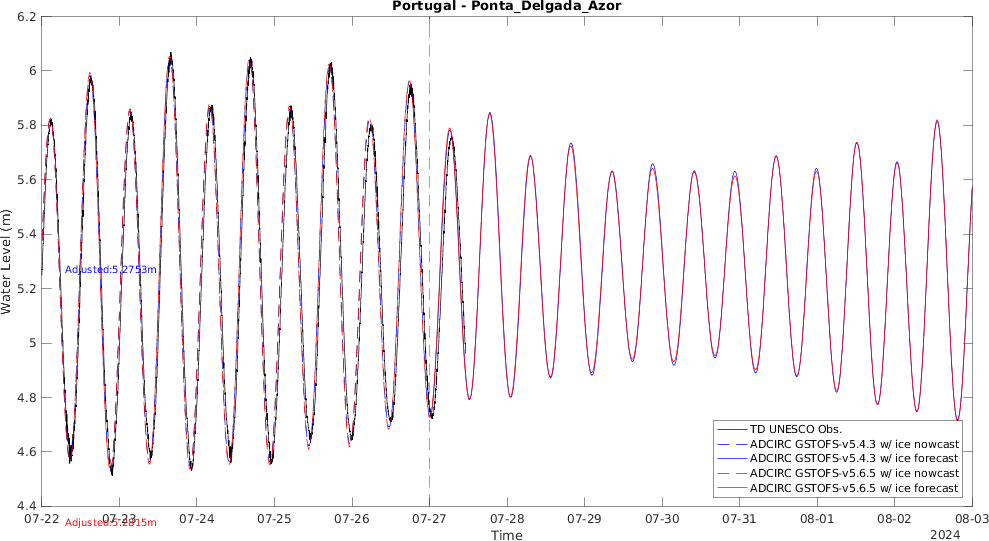 Portugal - Ponta_Delgada_Azor
6.2
6
5.8
5.6
5.4
5.2
5
4.8
4.6
4.4
Water Level (m)
Adjusted:5.2753m
Adjusted:5.2815m
TD UNESCO Obs.
ADCIRC GSTOFS-v5.4.3 w/ ice nowcast
ADCIRC GSTOFS-v5.4.3 w/ ice forecast
ADCIRC GSTOFS-v5.6.5 w/ ice nowcast
ADCIRC GSTOFS-v5.6.5 w/ ice forecast
07-22 07-23 07-24 07-25 07-26 07-27 07-28 07-29 07-30 07-31 08-01 08-02 08-03
Time
2024